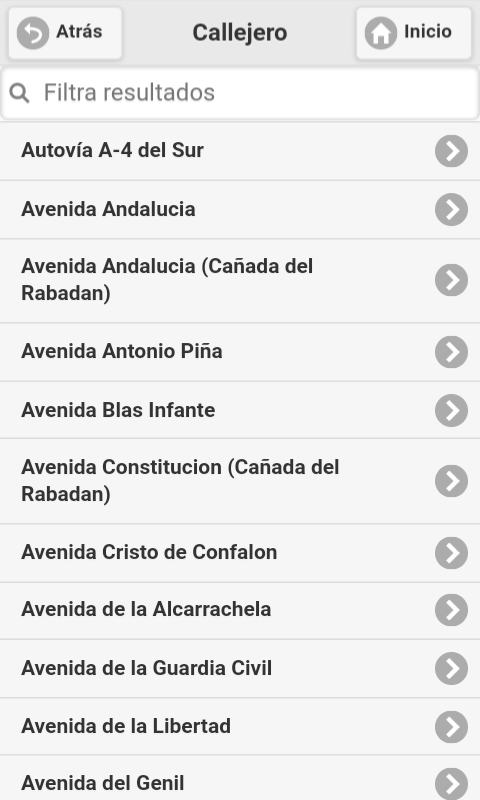 Atrás
Callejero
Inicio
Filtra resultados
Autovía A-4 del Sur
Avenida Andalucia
Avenida Andalucia (Cañada del
Rabadan)
Avenida Antonio Piña
Avenida Blas Infante
Avenida Constitucion (Cañada del
Rabadan)
Avenida Cristo de Confalon
Avenida de la Alcarrachela
Avenida de la Guardia Civil
Avenida de la Libertad
Avenida del Genil